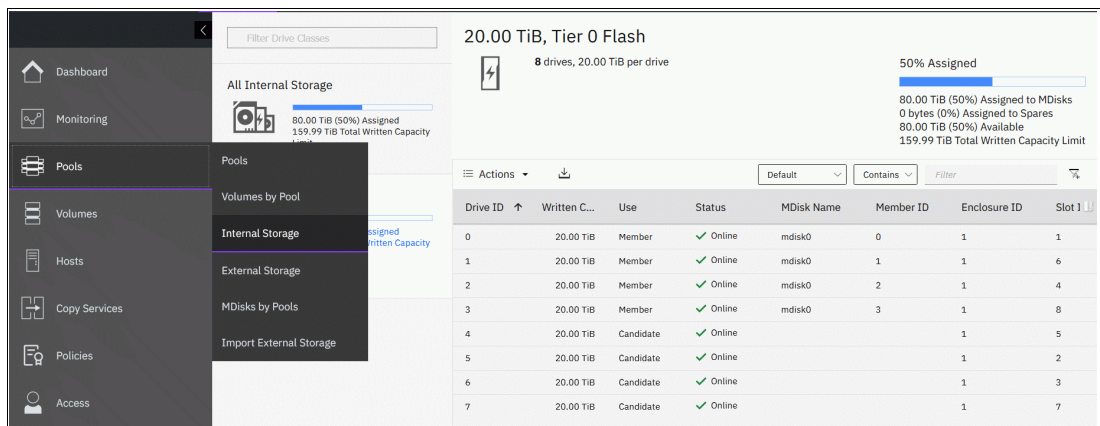 Dashboard
Monitoring
Pools
Volumes
Hosts
Copy Services
Policies
Access
Pools
Volumes by Pool
Internal Storage
External Storage
MDisks by Pools
Import External Storage
Filter Drive Classes
All Internal Storage
80.00 TiB (50%) Assigned
159.99 TiB Total Written Capacity
Limit
ssigned
Written Capacity
20.00 TiB, Tier 0 Flash
8 drives, 20.00 TiB per drive
50% Assigned
80.00 TiB (50%) Assigned to MDisks
0 bytes (0%) Assigned to Spares
80.00 TiB (50%) Available
159.99 TiB Total Written Capacity Limit
Actions Default Contains Filter
Drive ID ↑ Written C... Use Status MDisk Name Member ID Enclosure ID Slot I
0 20.00 TiB Member Online mdisk0 0 1 1
1 20.00 TiB Member Online mdisk0 1 1 6
2 20.00 TiB Member Online mdisk0 2 1 4
3 20.00 TiB Member Online mdisk0 3 1 8
4 20.00 TiB Candidate Online 1 5
5 20.00 TiB Candidate Online 1 2
6 20.00 TiB Candidate Online 1 3
7 20.00 TiB Candidate Online 1 7